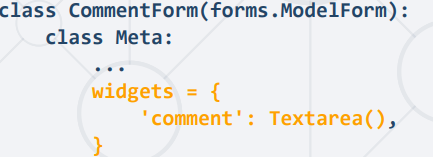 class CommentForm(forms.ModelForm):
    class Meta:
        ...
        widgets = {
            'comment': Textarea(),
        }